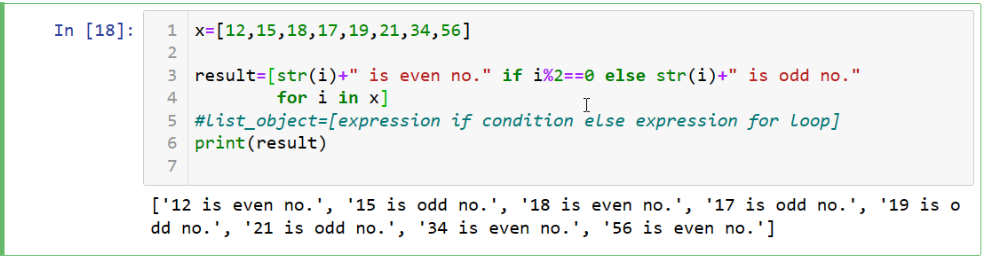 In [18]:
1 x=[12,15,18,17,19,21,34,56]
2
3 result=[str(i)+" is even no." if i%2==0 else str(i)+" is odd no."
4         for i in x]
5 #list_object=[expression if condition else expression for loop]
6 print(result)
7
['12 is even no.', '15 is odd no.', '18 is even no.', '17 is odd no.', '19 is o
dd no.', '21 is odd no.', '34 is even no.', '56 is even no.']